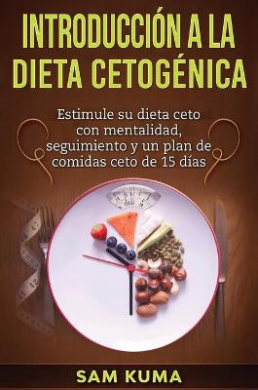 INTRODUCCIÓN A LA
DIETA CETOGÉNICA
Estimule su dieta ceto
con mentalidad,
seguimiento y un plan de
comidas ceto de 15 días
SAM KUMA